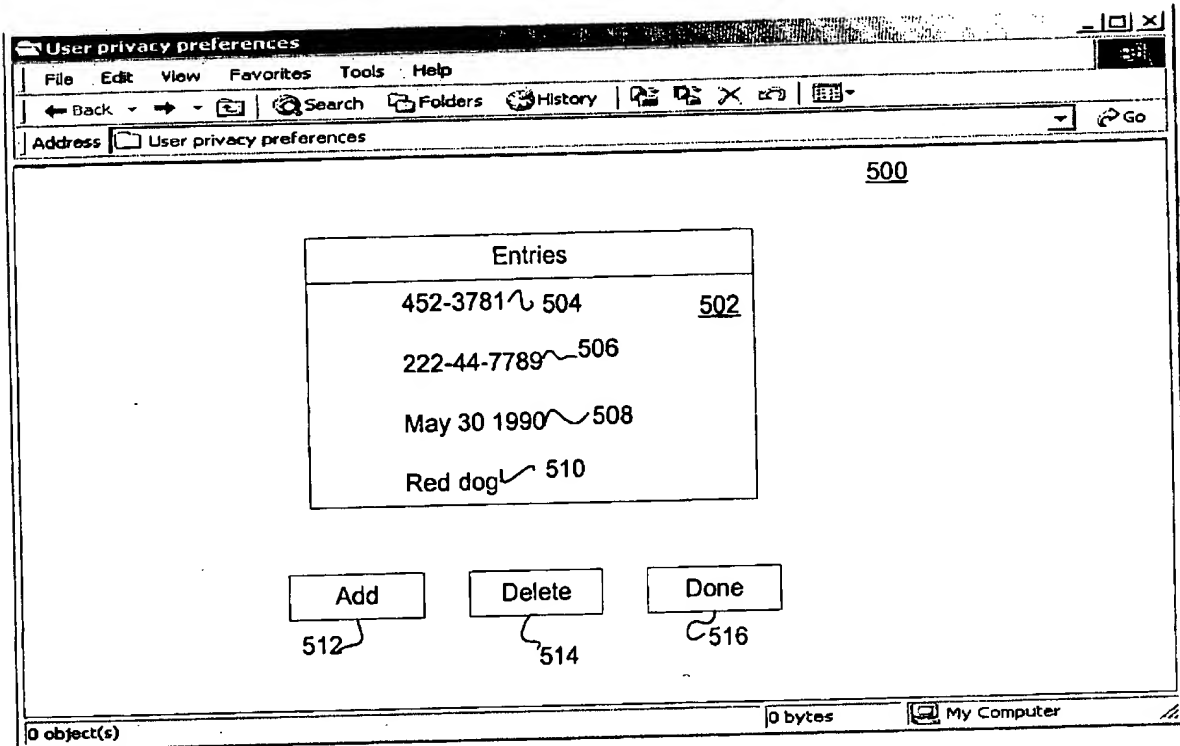 User privacy preferences
File Edit View Favorites Tools Help
Back Search Folders History
Address User privacy preferences Go
500
Entries
452-3781 504 502
222-44-7789 506
May 30 1990 508
Red dog 510
Add Delete Done
512 514 516
0 object(s) 0 bytes My Computer